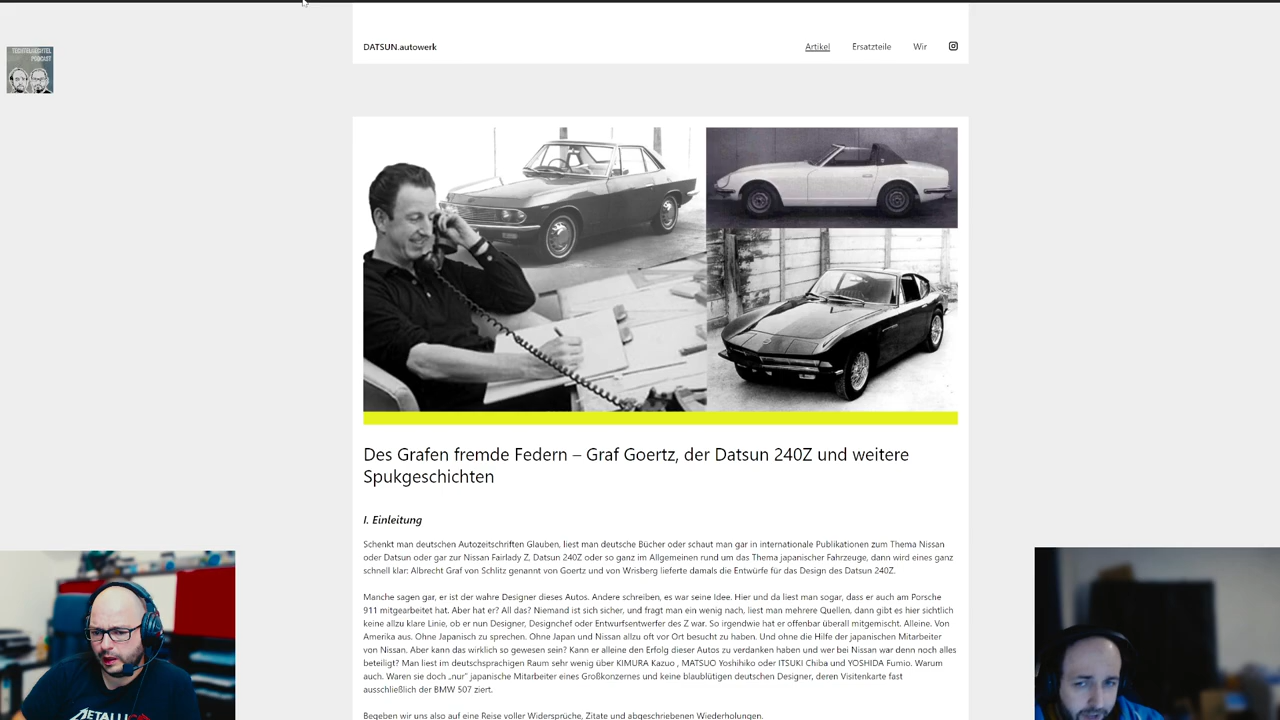 DATSUN.autowerk
Artikel
Ersatzteile
Wir
TECHTELMECHTEL
PODCAST
Des Grafen fremde Federn – Graf Goertz, der Datsun 240Z und weitere
Spukgeschichten
I. Einleitung
Schenkt man deutschen Autozeitschriften Glauben, liest man deutsche Bücher oder schaut man gar in internationale Publikationen zum Thema Nissan
oder Datsun oder gar zur Nissan Fairlady Z, Datsun 240Z oder so ganz im Allgemeinen rund um das Thema japanischer Fahrzeuge, dann wird eines ganz
schnell klar: Albrecht Graf von Schlitz genannt von Goertz und von Wrisberg lieferte damals die Entwürfe für das Design des Datsun 240Z.
Manche sagen gar, er ist der wahre Designer dieses Autos. Andere schreiben, es war seine Idee. Hier und da liest man sogar, dass er auch am Porsche
911 mitgearbeitet hat. Aber hat er? All das? Niemand ist sich sicher, und fragt man ein wenig nach, liest man mehrere Quellen, dann gibt es hier sichtlich
keine allzu klare Linie, ob er nun Designer, Designchef oder Entwurfsentwerfer des Z war. So irgendwie hat er offenbar überall mitgemischt. Alleine. Von
Amerika aus. Ohne Japanisch zu sprechen. Ohne Japan und Nissan allzu oft vor Ort besucht zu haben. Und ohne die Hilfe der japanischen Mitarbeiter
von Nissan. Aber kann das wirklich so gewesen sein? Kann er alleine den Erfolg dieser Autos zu verdanken haben und wer bei Nissan war denn noch alles
beteiligt? Man liest im deutschsprachigen Raum sehr wenig über KIMURA Kazuo , MATSUO Yoshihiko oder ITSUKI Chiba und YOSHIDA Fumio. Warum
auch. Waren sie doch „nur" japanische Mitarbeiter eines Großkonzernes und keine blaublütigen deutschen Designer, deren Visitenkarte fast
ausschließlich der BMW 507 ziert.
Begeben wir uns also auf eine Reise voller Widersprüche, Zitate und abgeschriebenen Wiederholungen.
METALLICA